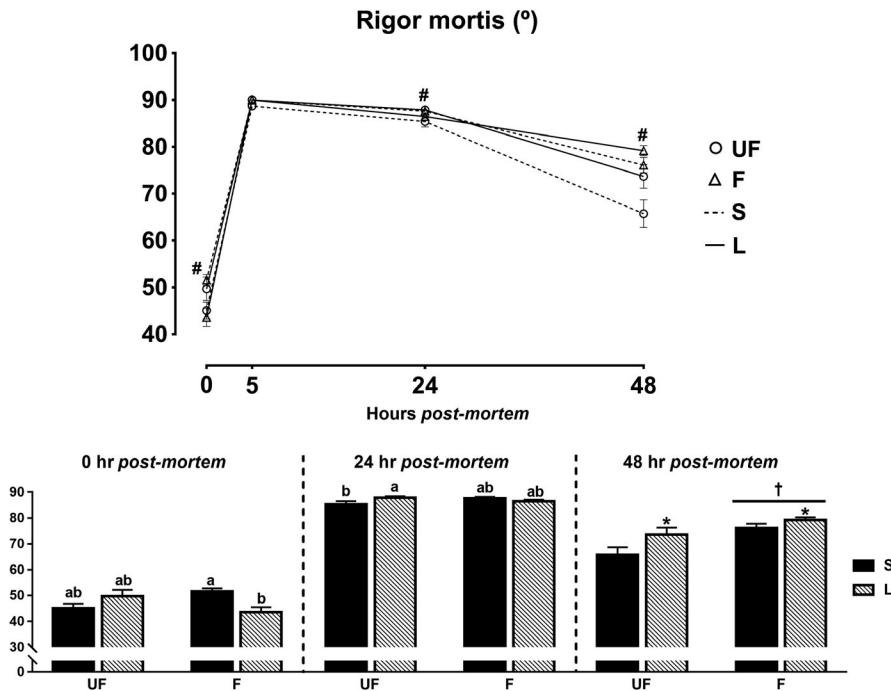 Rigor mortis (º)
100
90
80
70
60
50
40
#
#
#
0 5 24 48
Hours post-mortem
UF
F
S
L
0 hr post-mortem 24 hr post-mortem 48 hr post-mortem
90
80
70
60
50
40
30
0
ab ab a b
b a ab ab
* † *
UF F UF F UF F
S
L